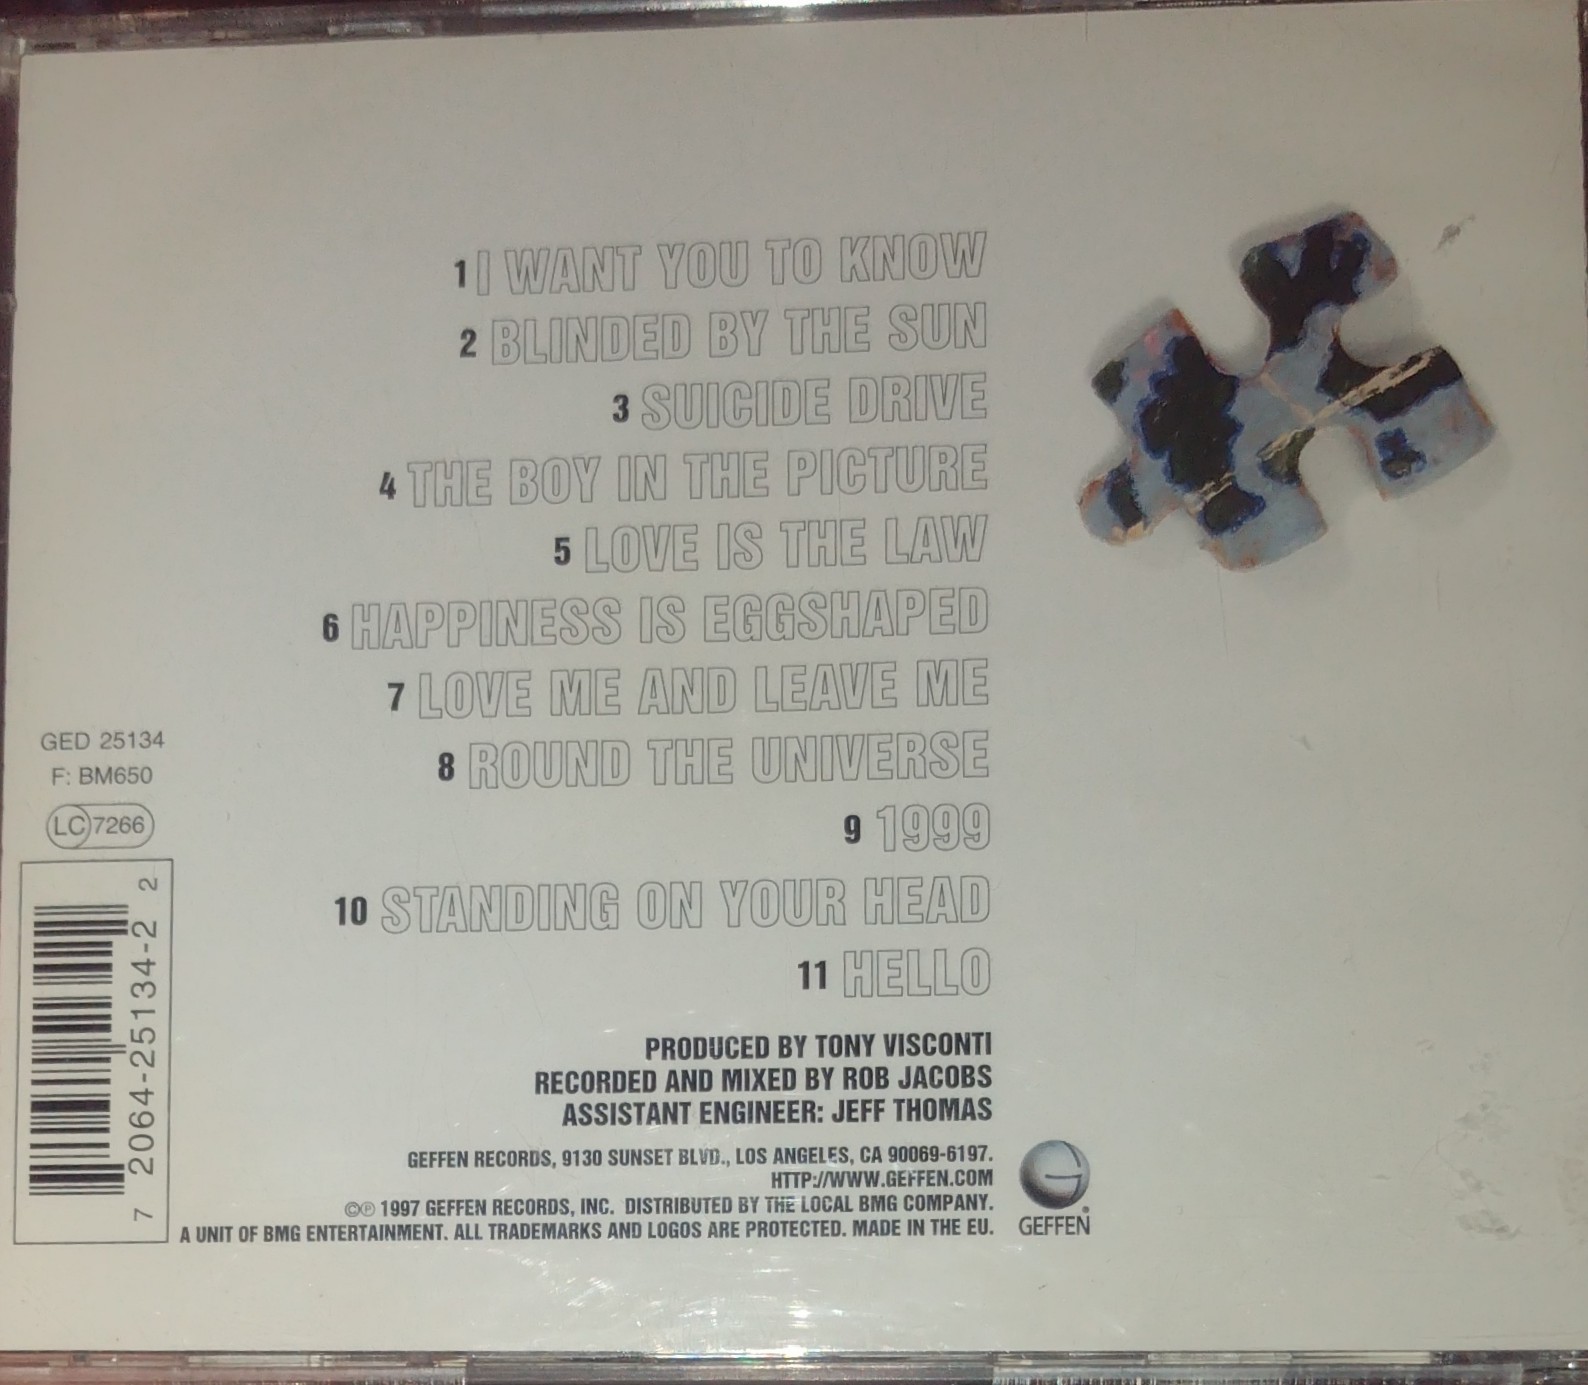 1 I WANT YOU TO KNOW
2 BLINDED BY THE SUN
3 SUICIDE DRIVE
4 THE BOY IN THE PICTURE
5 LOVE IS THE LAW
6 HAPPINESS IS EGGSHAPED
7 LOVE ME AND LEAVE ME
8 ROUND THE UNIVERSE
9 1999
10 STANDING ON YOUR HEAD
11 HELLO
PRODUCED BY TONY VISCONTI
RECORDED AND MIXED BY ROB JACOBS
ASSISTANT ENGINEER: JEFF THOMAS
GEFFEN RECORDS, 9130 SUNSET BLVD., LOS ANGELES, CA 90069-6197.
HTTP://WWW.GEFFEN.COM
©℗ 1997 GEFFEN RECORDS, INC. DISTRIBUTED BY THE LOCAL BMG COMPANY.
A UNIT OF BMG ENTERTAINMENT. ALL TRADEMARKS AND LOGOS ARE PROTECTED. MADE IN THE EU.
GEFFEN
GED 25134
F: BM650
LC 7266
7 2064-25134-2 2